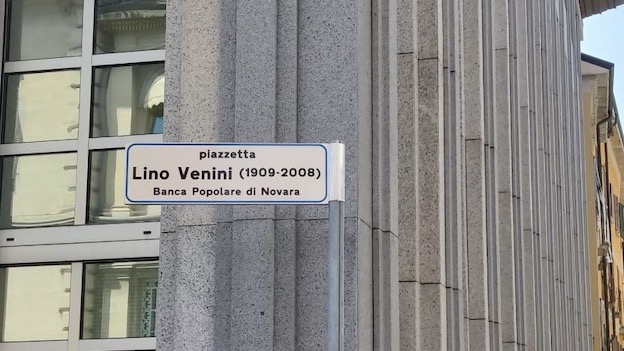 piazzetta
Lino Venini (1909-2008)
Banca Popolare di Novara